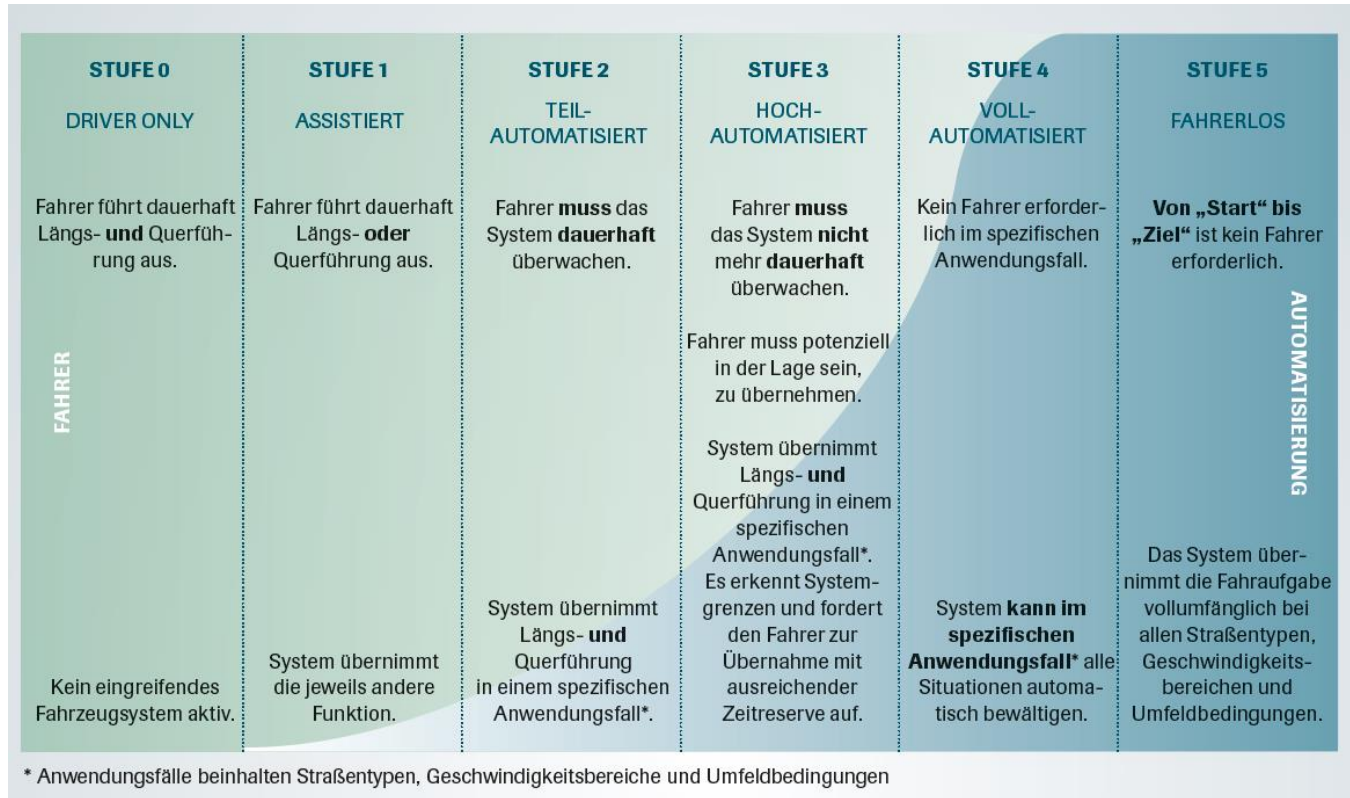 STUFE 0
DRIVER ONLY
Fahrer führt dauerhaft
Längs- und Querfüh-
rung aus.
Kein eingreifendes
Fahrzeugsystem aktiv.
STUFE 1
ASSISTIERT
Fahrer führt dauerhaft
Längs- oder
Querführung aus.
System übernimmt
die jeweils andere
Funktion.
STUFE 2
TEIL-
AUTOMATISIERT
Fahrer muss das
System dauerhaft
überwachen.
System übernimmt
Längs- und
Querführung
in einem spezifischen
Anwendungsfall*.
STUFE 3
HOCH-
AUTOMATISIERT
Fahrer muss
das System nicht
mehr dauerhaft
überwachen.
Fahrer muss potenziell
in der Lage sein,
zu übernehmen.
System übernimmt
Längs- und
Querführung in einem
spezifischen
Anwendungsfall*.
Es erkennt System-
grenzen und fordert
den Fahrer zur
Übernahme mit
ausreichender
Zeitreserve auf.
STUFE 4
VOLL-
AUTOMATISIERT
Kein Fahrer erforder-
lich im spezifischen
Anwendungsfall.
System kann im
spezifischen
Anwendungsfall* alle
Situationen automa-
tisch bewältigen.
STUFE 5
FAHRERLOS
Von „Start“ bis
„Ziel“ ist kein Fahrer
erforderlich.
Das System über-
nimmt die Fahraufgabe
vollumfänglich bei
allen Straßentypen,
Geschwindigkeits-
bereichen und
Umfeldbedingungen.
FAHRER
AUTOMATISIERUNG
* Anwendungsfälle beinhalten Straßentypen, Geschwindigkeitsbereiche und Umfeldbedingungen